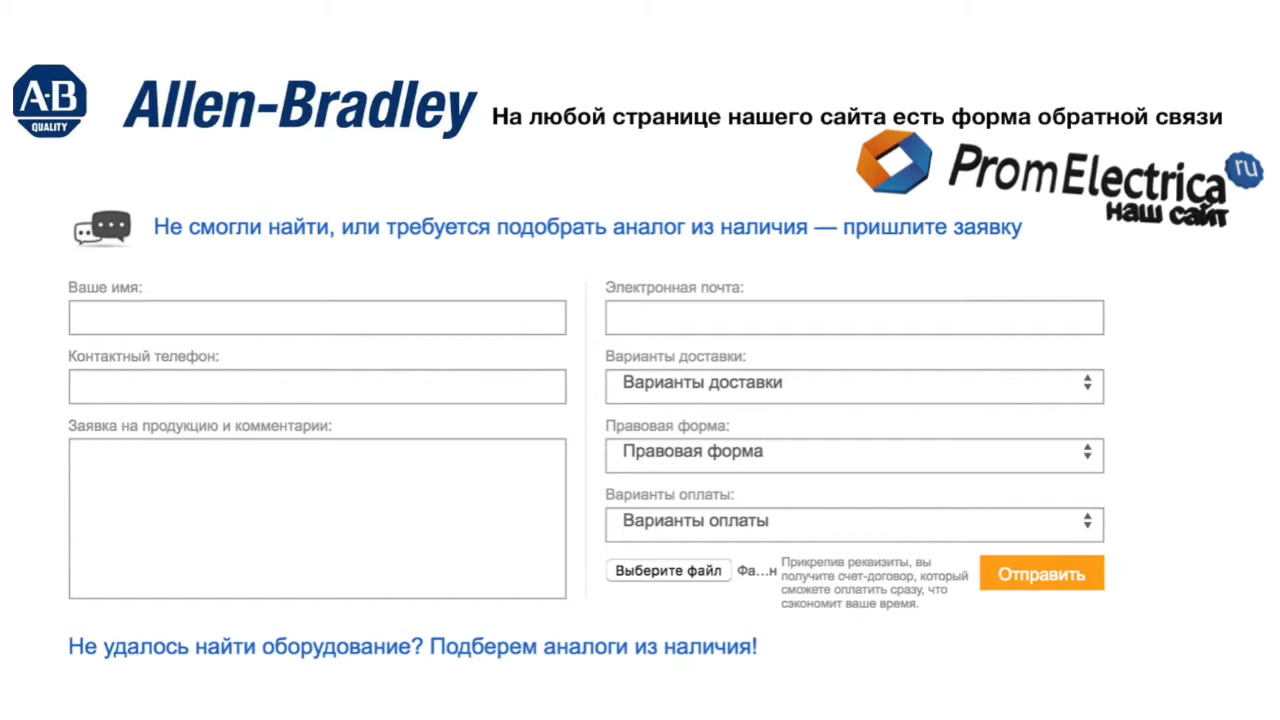 A-B
QUALITY
Allen-Bradley
На любой странице нашего сайта есть форма обратной связи
PromElectrica ru
наш сайт
Не смогли найти, или требуется подобрать аналог из наличия — пришлите заявку
Ваше имя:
Электронная почта:
Контактный телефон:
Варианты доставки:
Варианты доставки
Заявка на продукцию и комментарии:
Правовая форма:
Правовая форма
Варианты оплаты:
Варианты оплаты
Выберите файл Фа...н
Прикрепив реквизиты, вы
получите счет-договор, который
сможете оплатить сразу, что
сэкономит ваше время.
Отправить
Не удалось найти оборудование? Подберем аналоги из наличия!